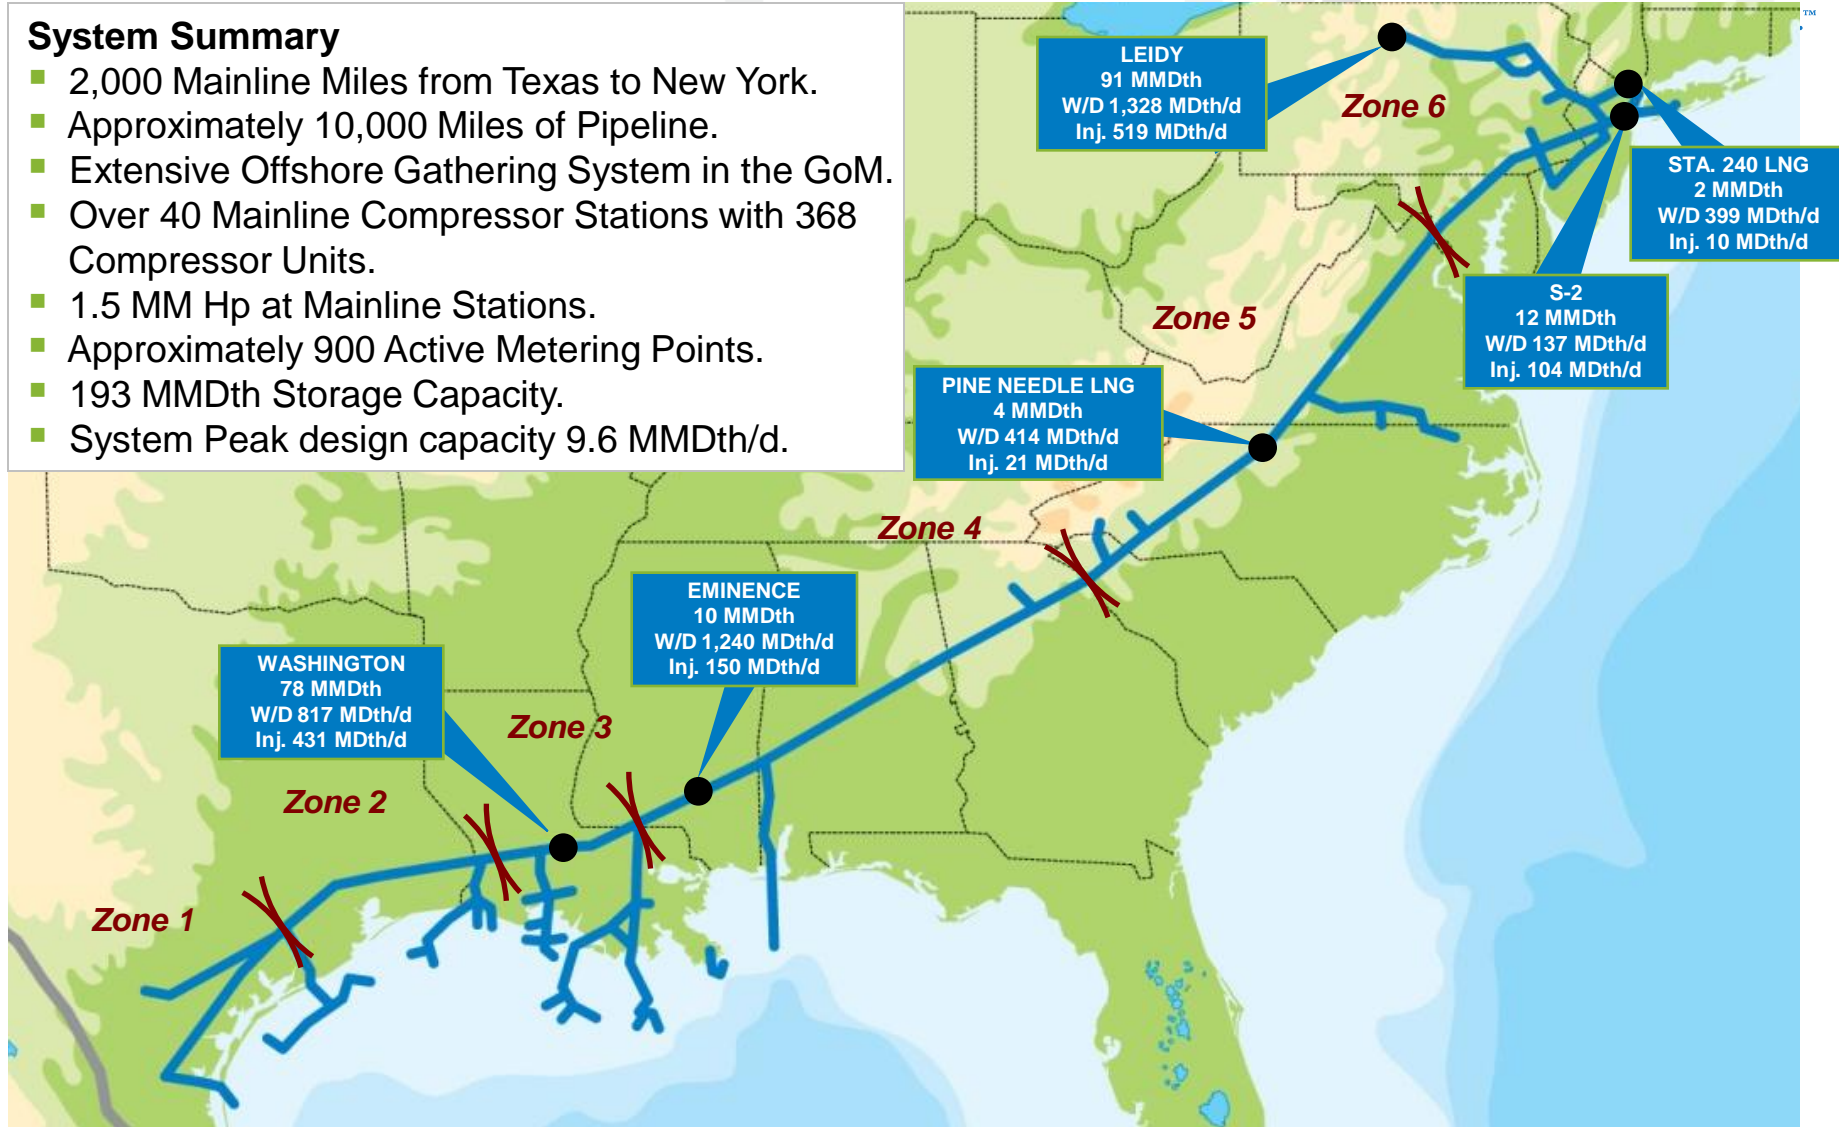 System Summary
▪ 2,000 Mainline Miles from Texas to New York.
▪ Approximately 10,000 Miles of Pipeline.
▪ Extensive Offshore Gathering System in the GoM.
▪ Over 40 Mainline Compressor Stations with 368
Compressor Units.
▪ 1.5 MM Hp at Mainline Stations.
▪ Approximately 900 Active Metering Points.
▪ 193 MMDth Storage Capacity.
▪ System Peak design capacity 9.6 MMDth/d.
TM
LEIDY
91 MMDth
W/D 1,328 MDth/d
Inj. 519 MDth/d
Zone 6
STA. 240 LNG
2 MMDth
W/D 399 MDth/d
Inj. 10 MDth/d
S-2
12 MMDth
W/D 137 MDth/d
Inj. 104 MDth/d
Zone 5
PINE NEEDLE LNG
4 MMDth
W/D 414 MDth/d
Inj. 21 MDth/d
Zone 4
EMINENCE
10 MMDth
W/D 1,240 MDth/d
Inj. 150 MDth/d
WASHINGTON
78 MMDth
W/D 817 MDth/d
Inj. 431 MDth/d
Zone 3
Zone 2
Zone 1